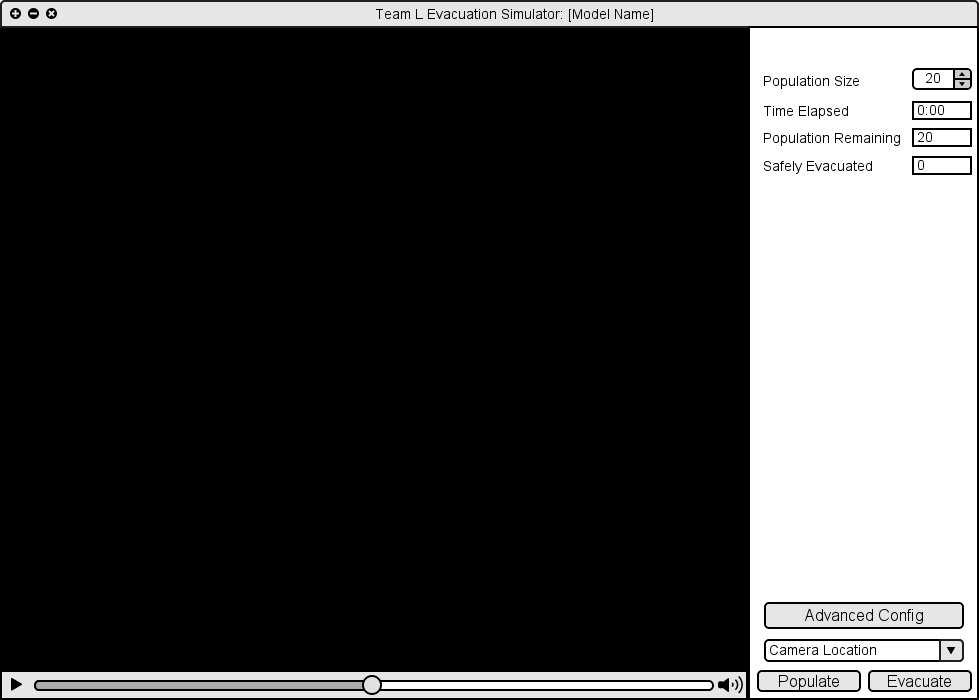 Team L Evacuation Simulator: [Model Name]
Population Size 20
Time Elapsed 0:00
Population Remaining 20
Safely Evacuated 0
Advanced Config
Camera Location
Populate Evacuate